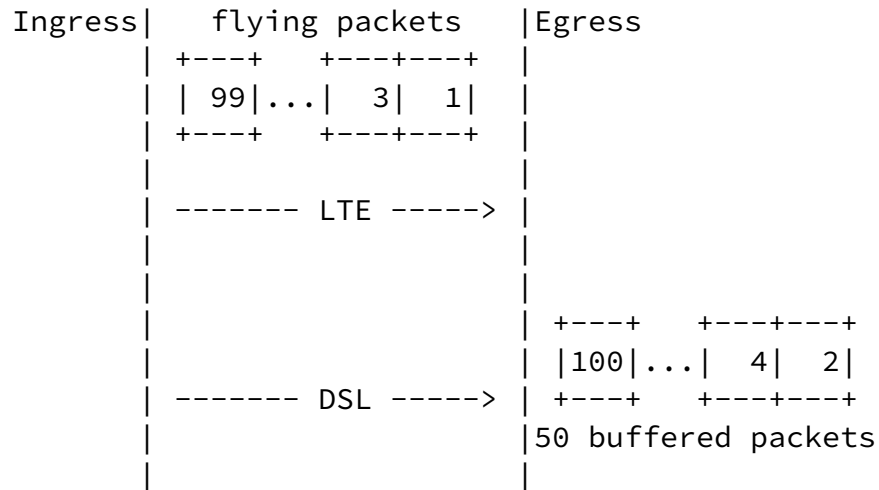 Ingress|    flying packets   |Egress
       | +---+   +---+---+  |
       | | 99|...|  3|  1|  |
       | +---+   +---+---+  |
       |                    |
       | ------- LTE -----> |
       |                    |
       |                    |
       |                    | +---+   +---+---+
       |                    | |100|...|  4|  2|
       | ------- DSL -----> | +---+   +---+---+
       |                    |50 buffered packets
       |                    |